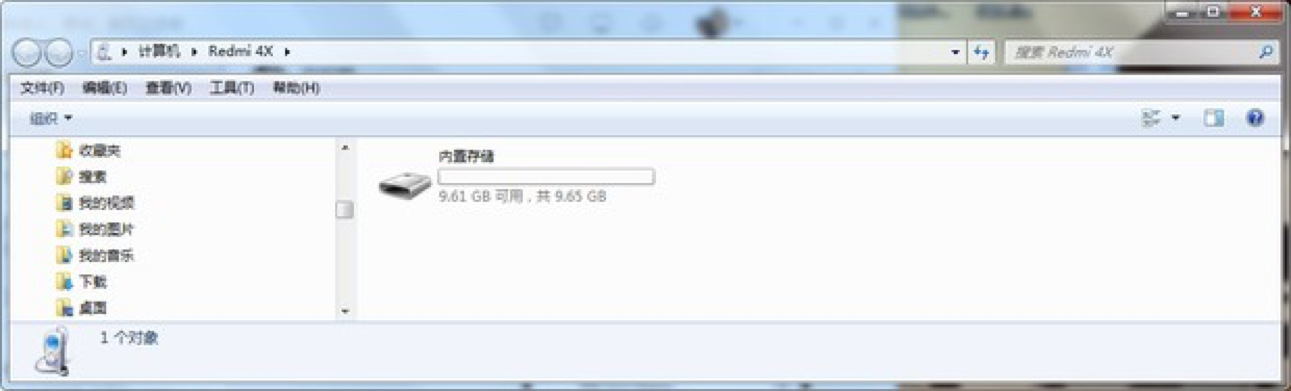 计算机 Redmi 4X
搜索 Redmi 4X
文件(F) 编辑(E) 查看(V) 工具(T) 帮助(H)
组织
收藏夹
搜索
我的视频
我的图片
我的音乐
下载
桌面
内置存储
9.61 GB 可用，共 9.65 GB
1 个对象